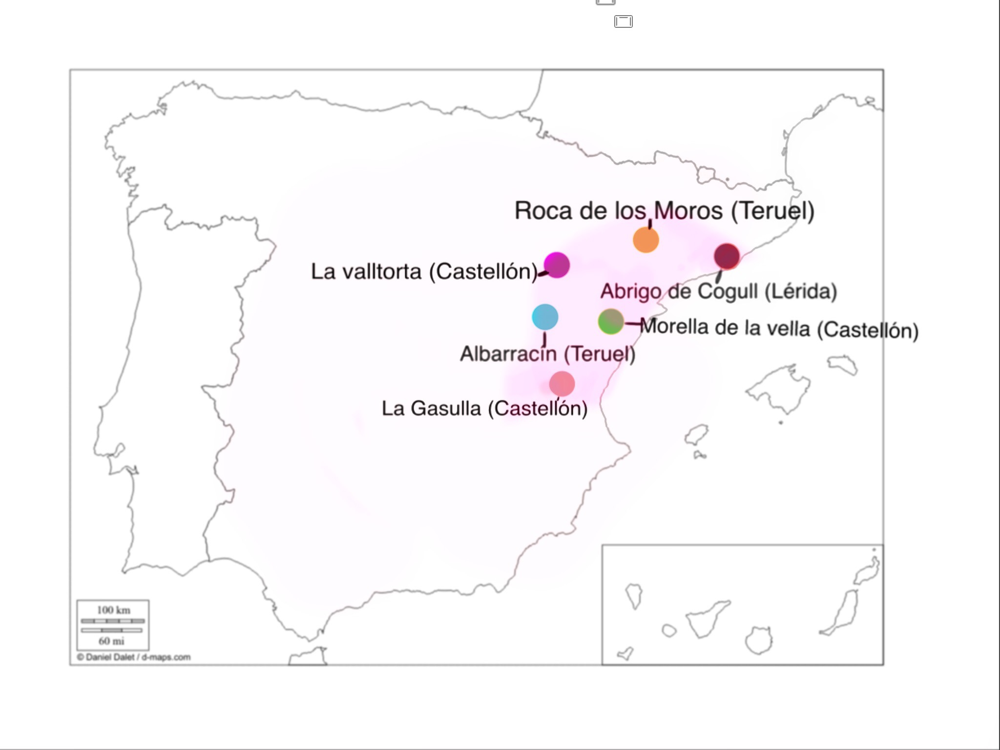 Roca de los Moros (Teruel)
La valltorta (Castellón)
Abrigo de Cogull (Lérida)
Morella de la vella (Castellón)
Albarracín (Teruel)
La Gasulla (Castellón)
100 km
60 mi
© Daniel Dalet / d-maps.com